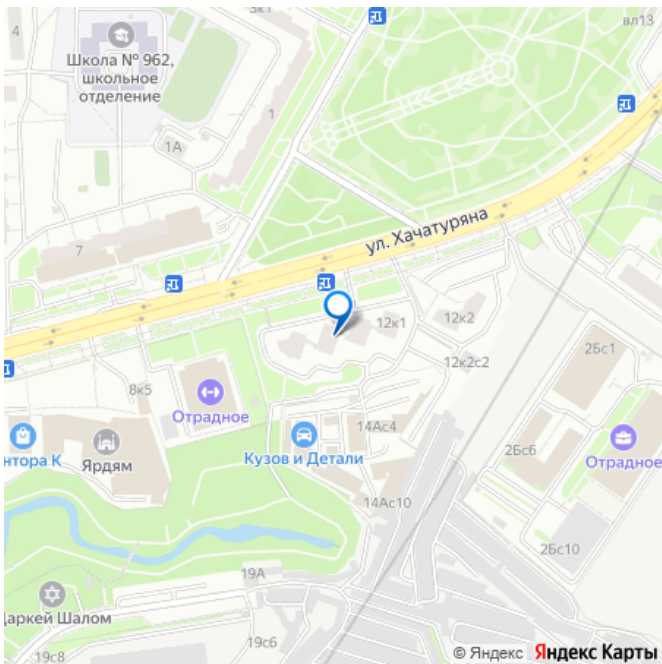 3к1
вл13
4
Школа № 962,
школьное
отделение
1
1А
ул. Хачатуряна
7
12к1
12к2
2Бс1
12к2с2
8к5
Отрадное
14Ас4
2Бс6
нтора К
Ярдям
Кузов и Детали
Отрадное
14Ас10
2Бс10
19А
Даркей Шалом
19с6
19с8
© Яндекс Яндекс Карты